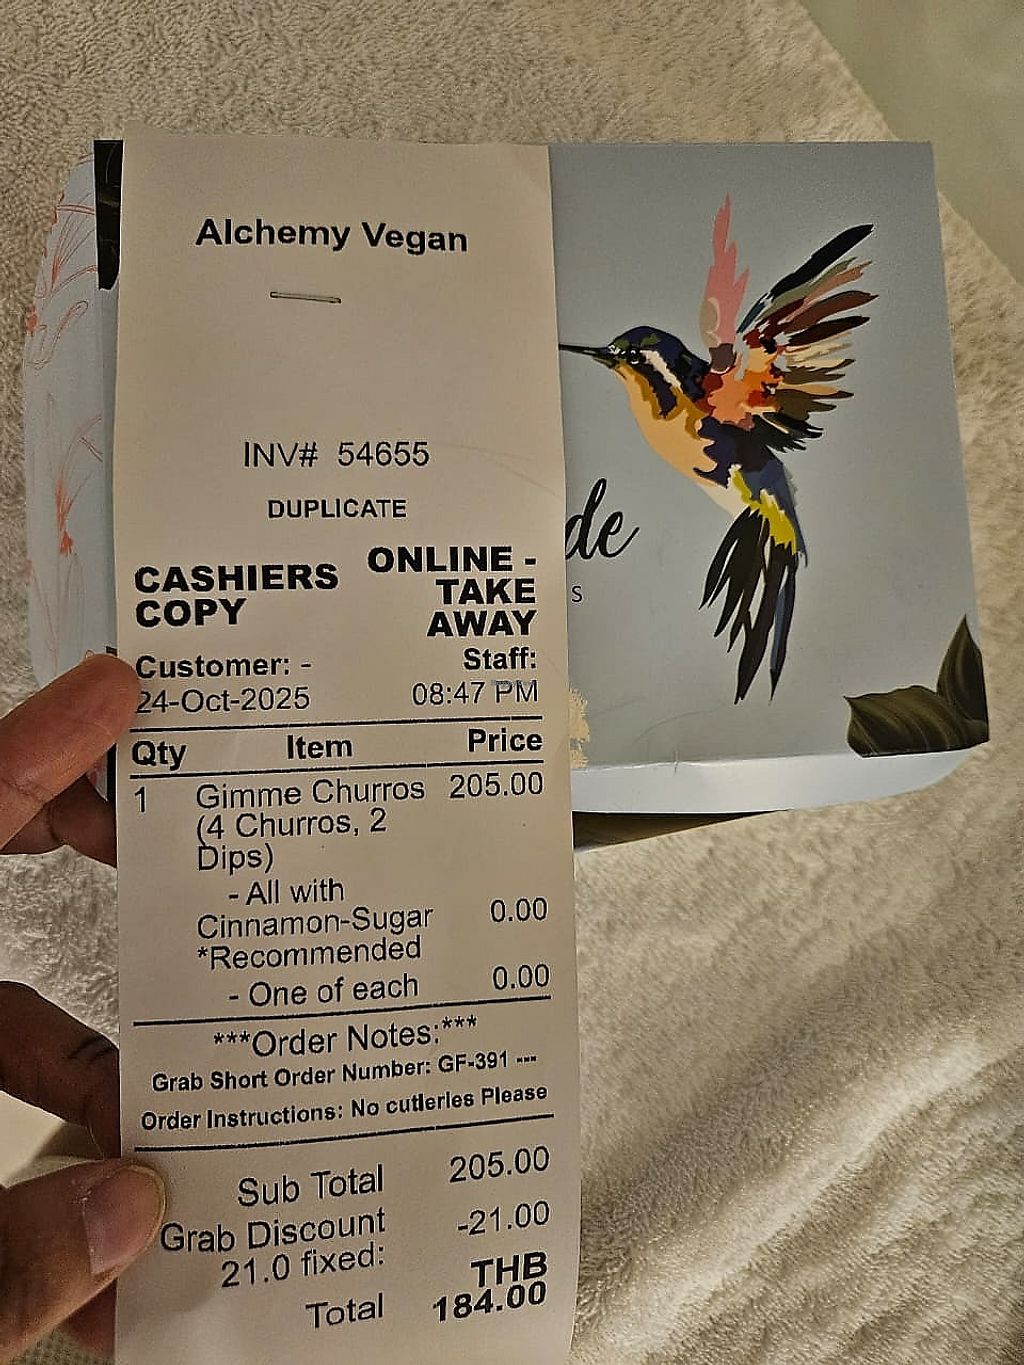 Alchemy Vegan
INV# 54655
DUPLICATE
CASHIERS COPY
ONLINE - TAKE AWAY
Customer: - Staff:
24-Oct-2025 08:47 PM
Qty Item Price
1 Gimme Churros 205.00
(4 Churros, 2
Dips)
- All with
Cinnamon-Sugar 0.00
*Recommended
- One of each 0.00
***Order Notes:***
Grab Short Order Number: GF-391 ---
Order Instructions: No cutleries Please
Sub Total 205.00
Grab Discount -21.00
21.0 fixed:
THB
Total 184.00
de
S